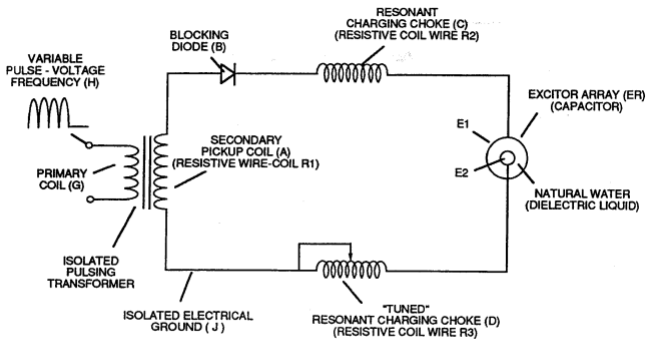 RESONANT
CHARGING CHOKE (C)
(RESISTIVE COIL WIRE R2)
BLOCKING
DIODE (B)
VARIABLE
PULSE - VOLTAGE
FREQUENCY (H)
EXCITOR ARRAY (ER)
(CAPACITOR)
E1
SECONDARY
PICKUP COIL (A)
(RESISTIVE WIRE-COIL R1)
PRIMARY
COIL (G)
E2
NATURAL WATER
(DIELECTRIC LIQUID)
ISOLATED
PULSING
TRANSFORMER
ISOLATED ELECTRICAL
GROUND ( J )
"TUNED"
RESONANT CHARGING CHOKE (D)
(RESISTIVE COIL WIRE R3)